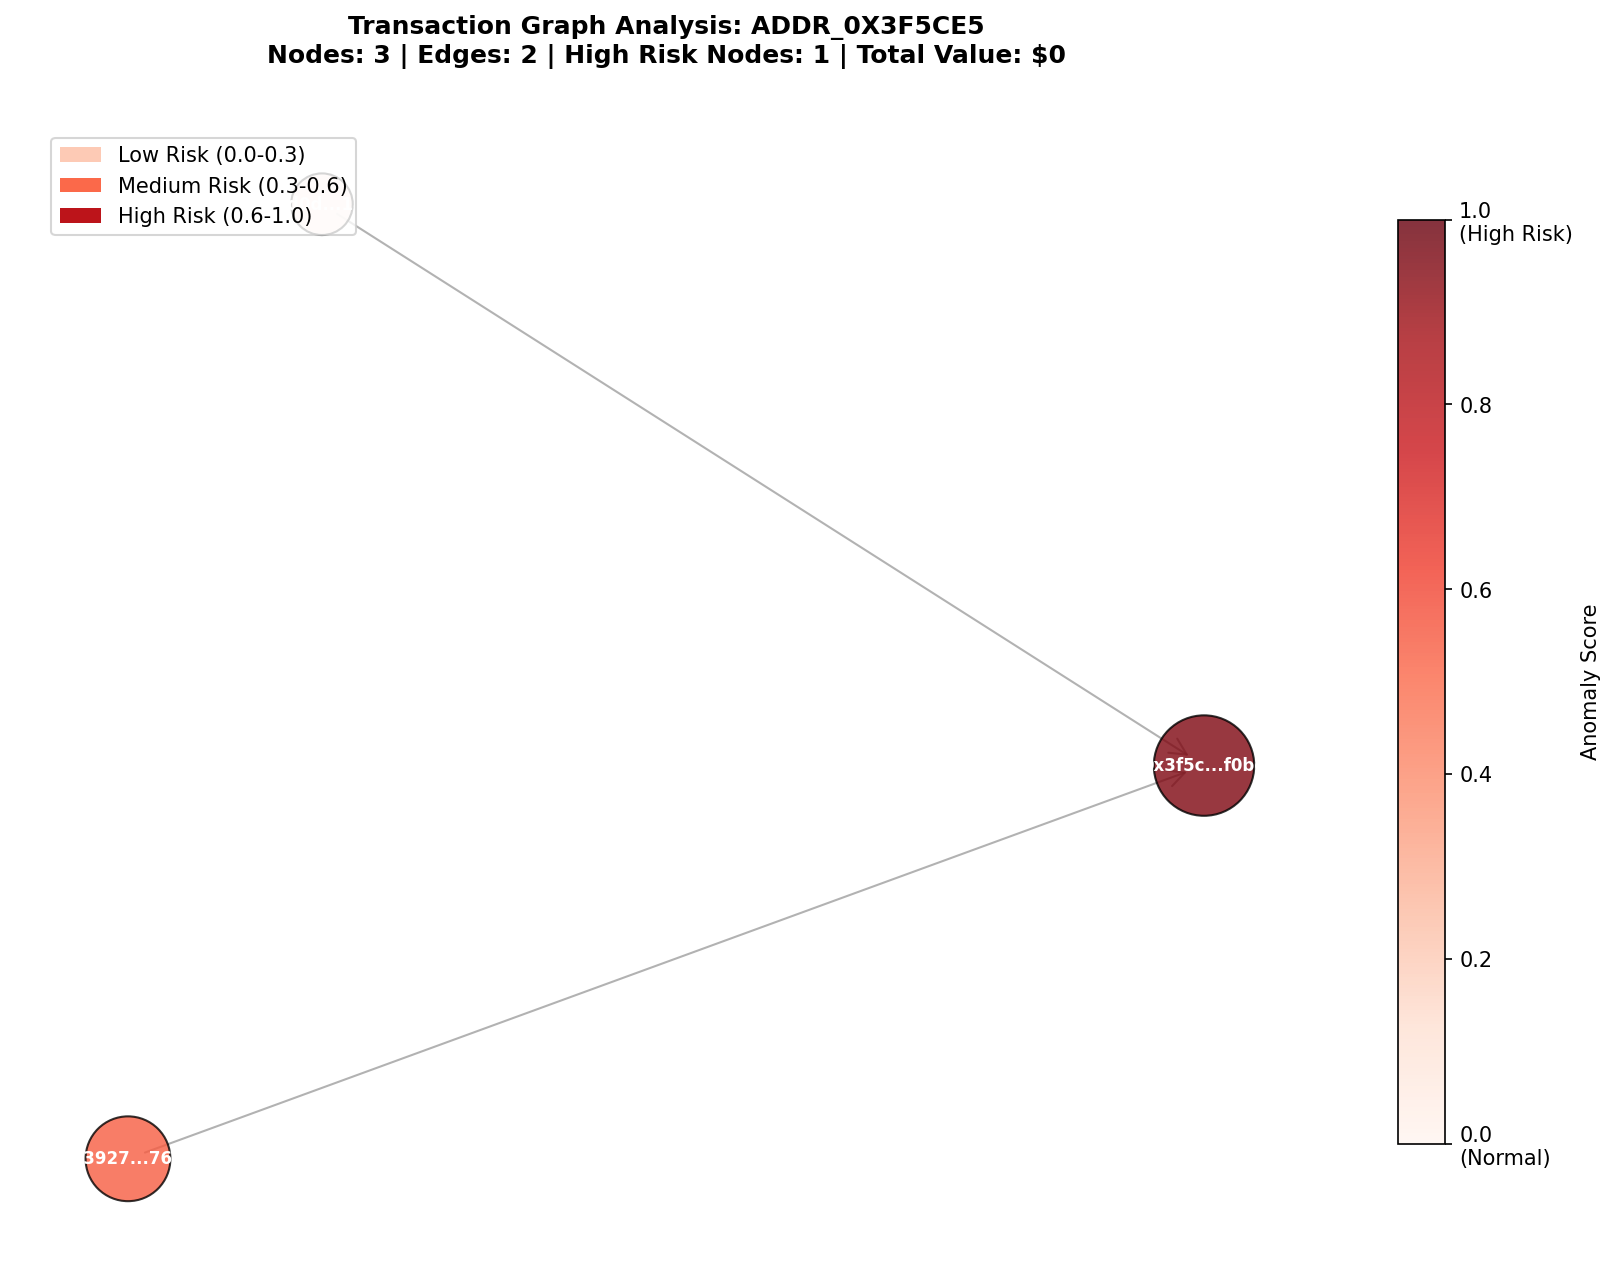 Transaction Graph Analysis: ADDR_0X3F5CE5
Nodes: 3 | Edges: 2 | High Risk Nodes: 1 | Total Value: $0
Low Risk (0.0-0.3)
Medium Risk (0.3-0.6)
High Risk (0.6-1.0)
1.0
(High Risk)
0.8
0.6
0.4
0.2
0.0
(Normal)
Anomaly Score
x3f5c...f0b
3927...76